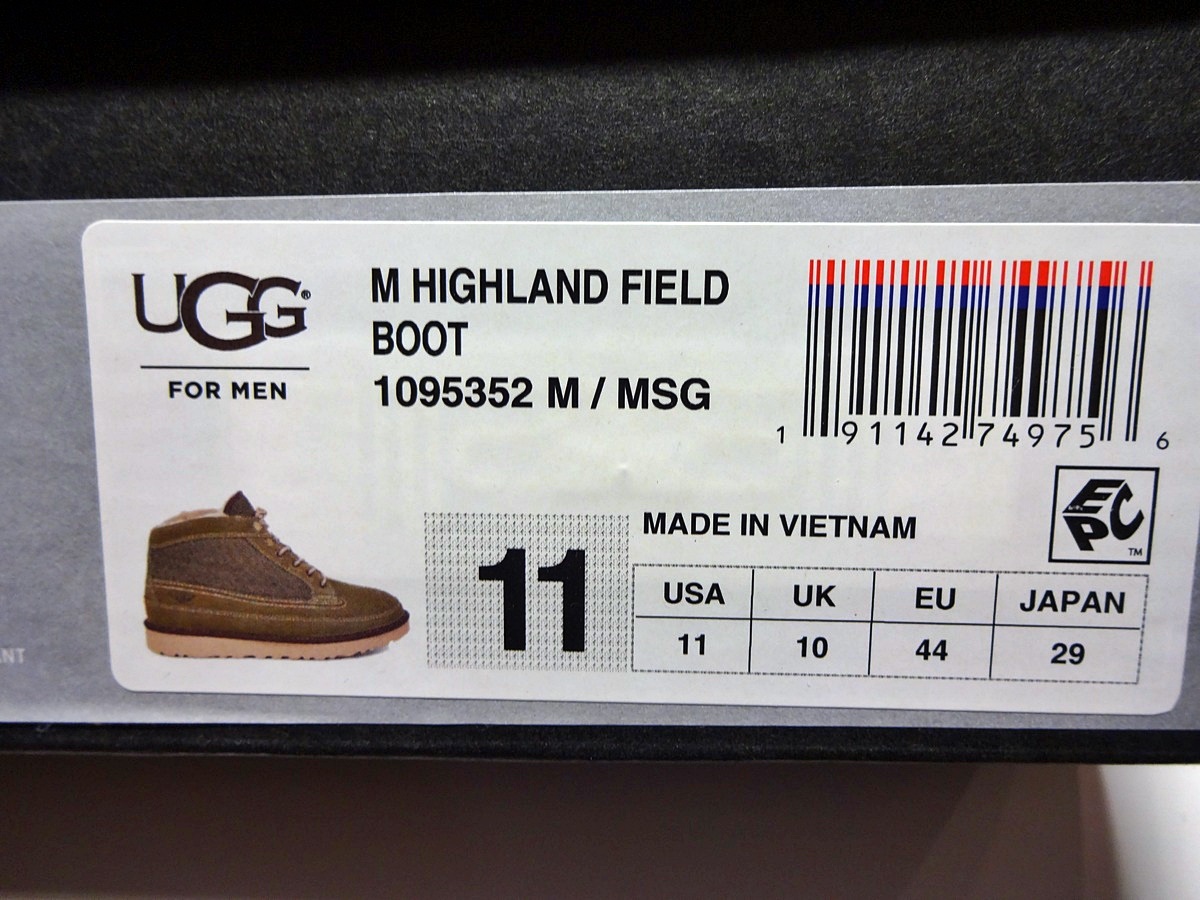 UGG®
FOR MEN
M HIGHLAND FIELD
BOOT
1095352 M / MSG
1 91142 74975 6
EPC
TM
MADE IN VIETNAM
11
USA UK EU JAPAN
11 10 44 29